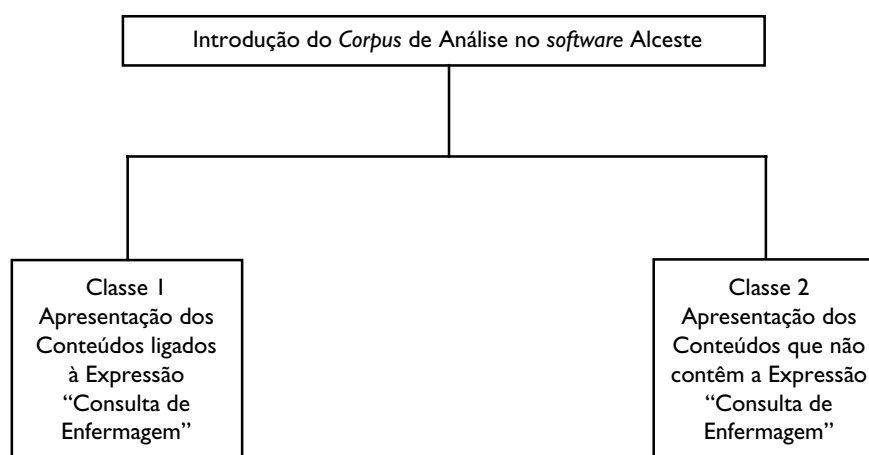 Introdução do Corpus de Análise no software Alceste
Classe 1
Apresentação dos
Conteúdos ligados
à Expressão
“Consulta de
Enfermagem”
Classe 2
Apresentação dos
Conteúdos que não
contêm a Expressão
“Consulta de
Enfermagem”